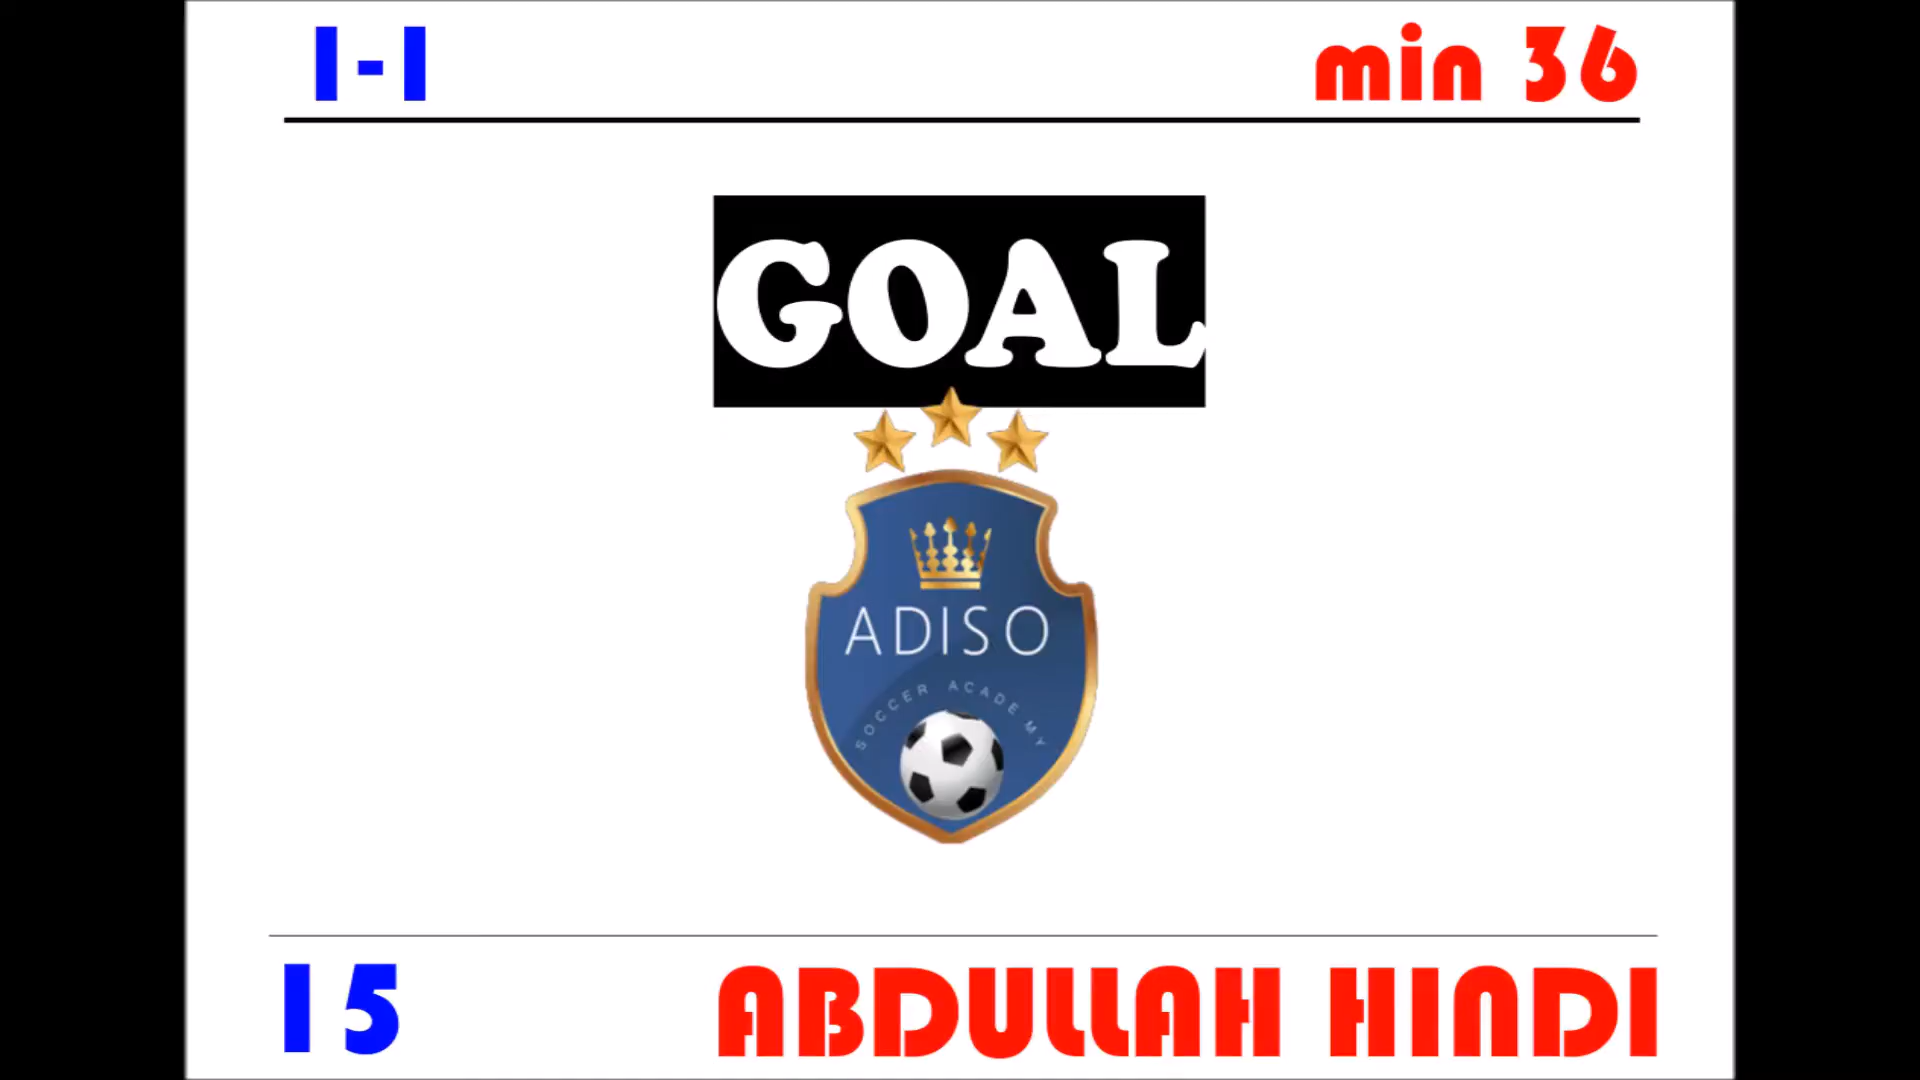 1-1 min 36
GOAL
ADISO
SOCCER ACADEMY
15 ABDULLAH HINDI